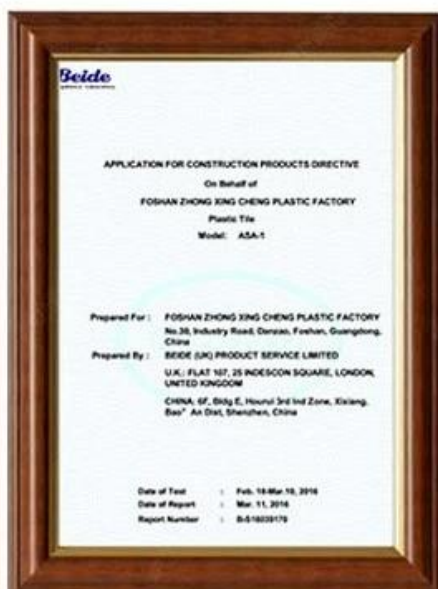 Beide
APPLICATION FOR CONSTRUCTION PRODUCTS DIRECTIVE
On Behalf of
FOSHAN ZHONG XING CHENG PLASTIC FACTORY
Plastic Tile
Model: ASA-1
Prepared For : FOSHAN ZHONG XING CHENG PLASTIC FACTORY
No.30, Industry Road, Danzao, Foshan, Guangdong,
China
Prepared By : BEIDE (UK) PRODUCT SERVICE LIMITED
U.K.: FLAT 107, 25 INDESCON SQUARE, LONDON,
UNITED KINGDOM
CHINA: 6F, Bldg E, Hourui 3rd Ind Zone, Xixiang,
Bao" An Dist, Shenzhen, China
Date of Test : Feb. 18-Mar.10, 2016
Date of Report : Mar. 11, 2016
Report Number :